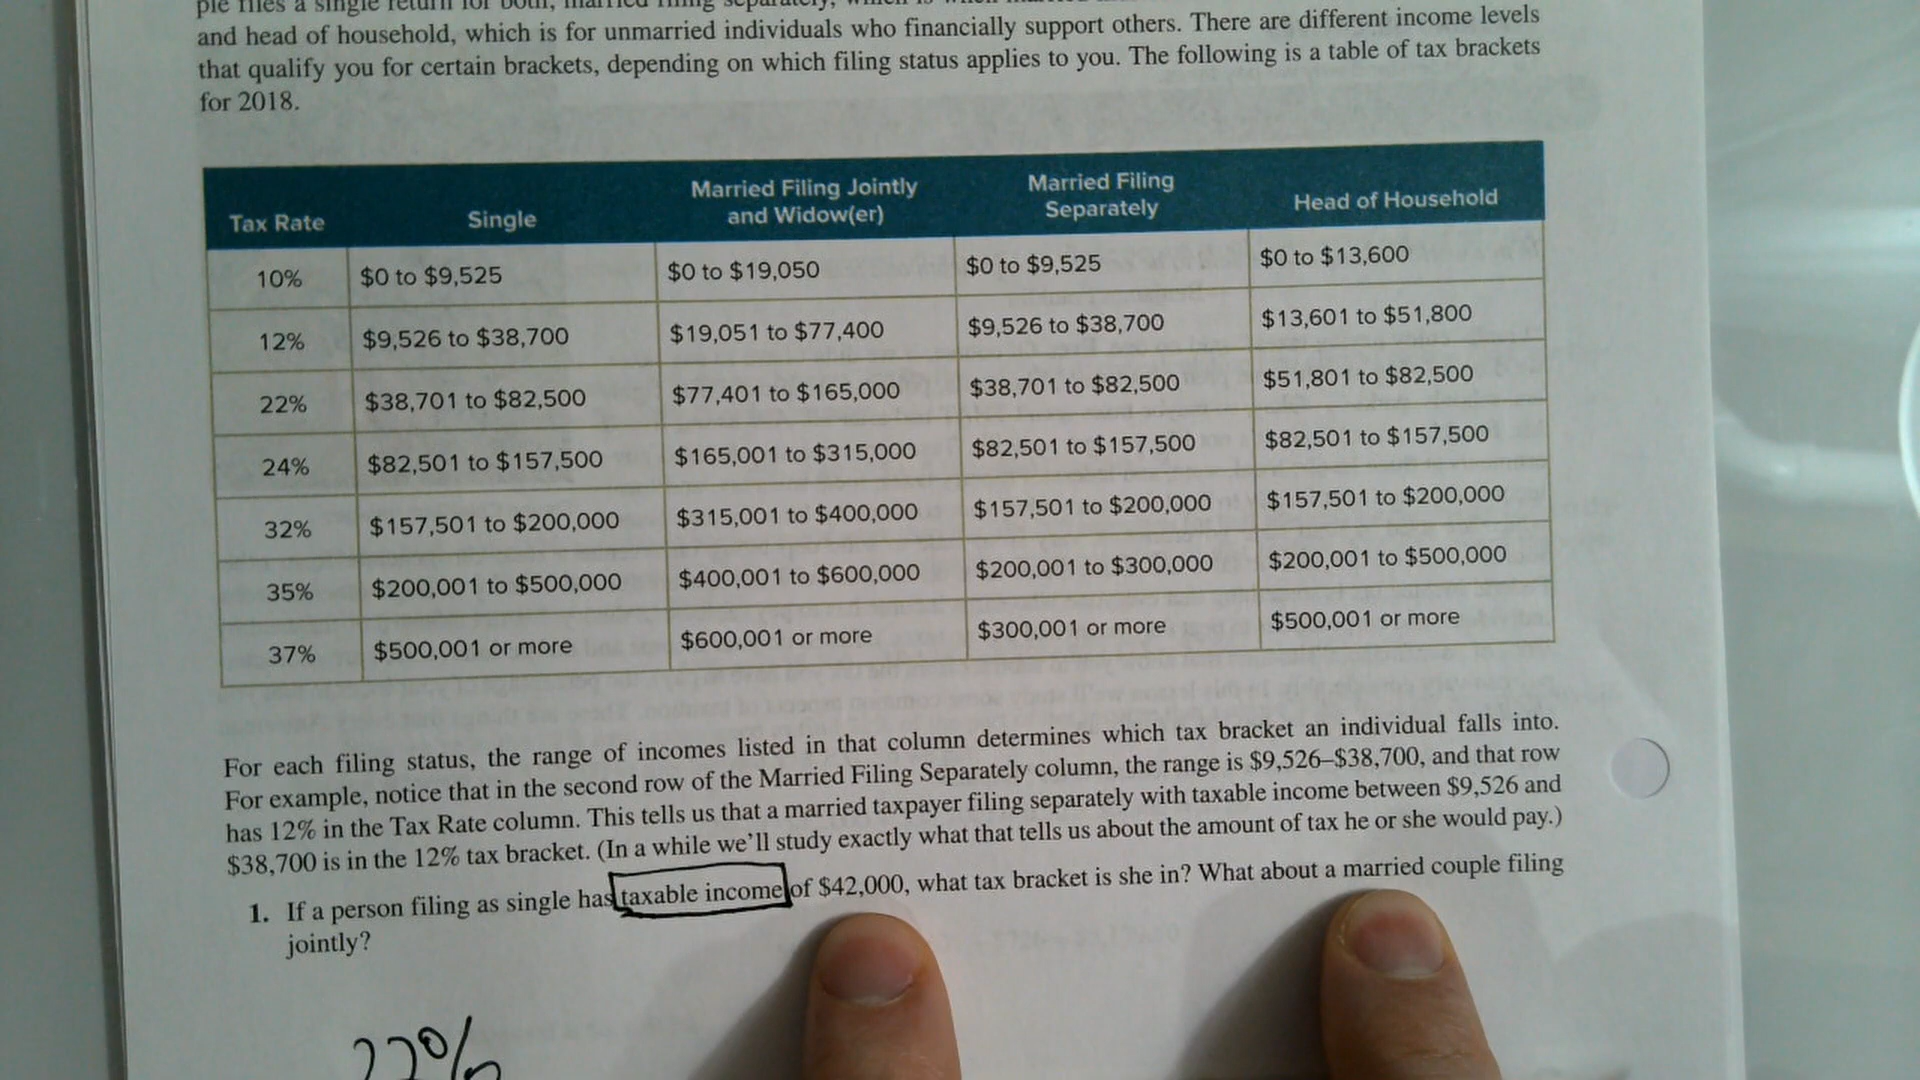 and head of household, which is for unmarried individuals who financially support others. There are different income levels
that qualify you for certain brackets, depending on which filing status applies to you. The following is a table of tax brackets
for 2018.
Tax Rate Single Married Filing Jointly and Widow(er) Married Filing Separately Head of Household
10% $0 to $9,525 $0 to $19,050 $0 to $9,525 $0 to $13,600
12% $9,526 to $38,700 $19,051 to $77,400 $9,526 to $38,700 $13,601 to $51,800
22% $38,701 to $82,500 $77,401 to $165,000 $38,701 to $82,500 $51,801 to $82,500
24% $82,501 to $157,500 $165,001 to $315,000 $82,501 to $157,500 $82,501 to $157,500
32% $157,501 to $200,000 $315,001 to $400,000 $157,501 to $200,000 $157,501 to $200,000
35% $200,001 to $500,000 $400,001 to $600,000 $200,001 to $300,000 $200,001 to $500,000
37% $500,001 or more $600,001 or more $300,001 or more $500,001 or more
For each filing status, the range of incomes listed in that column determines which tax bracket an individual falls into.
For example, notice that in the second row of the Married Filing Separately column, the range is $9,526–$38,700, and that row
has 12% in the Tax Rate column. This tells us that a married taxpayer filing separately with taxable income between $9,526 and
$38,700 is in the 12% tax bracket. (In a while we'll study exactly what that tells us about the amount of tax he or she would pay.)
1. If a person filing as single has taxable income of $42,000, what tax bracket is she in? What about a married couple filing
jointly?
22%